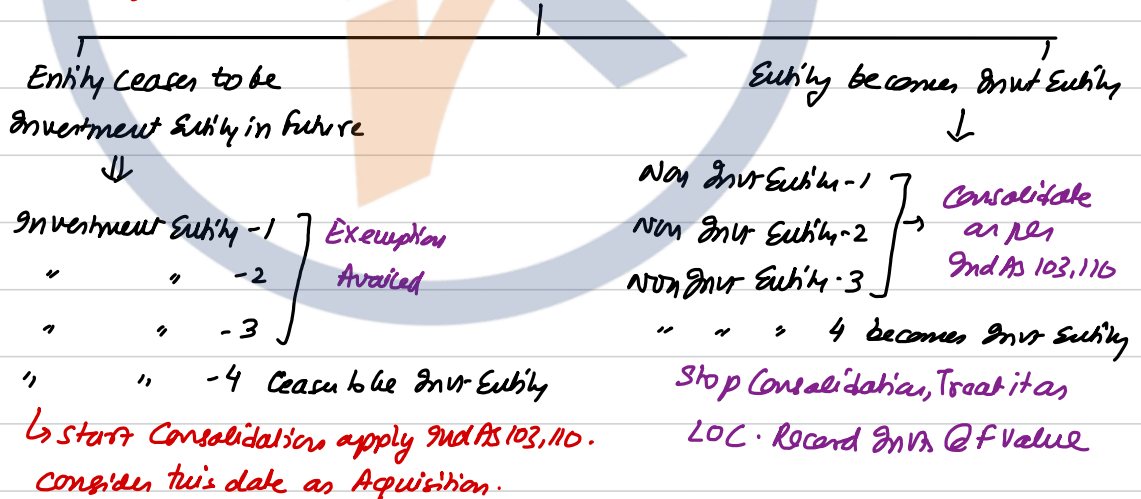 Entity Ceases to be
Investment Entity in future
Investment Entity -1
" " -2
" " -3
" " -4 Ceases to be Invt Entity
Exemption
Availed
↳ start Consolidation, apply Ind AS 103, 110.
consider this date as Acquisition.
Entity becomes Invt Entity
Non Invt Entity -1
Non Invt Entity -2
Non Invt Entity -3
" " " 4 becomes Invt Entity
Consolidate
as per
Ind AS 103, 110
Stop Consolidation, Treat it as
LOC. Record Invt @ F Value